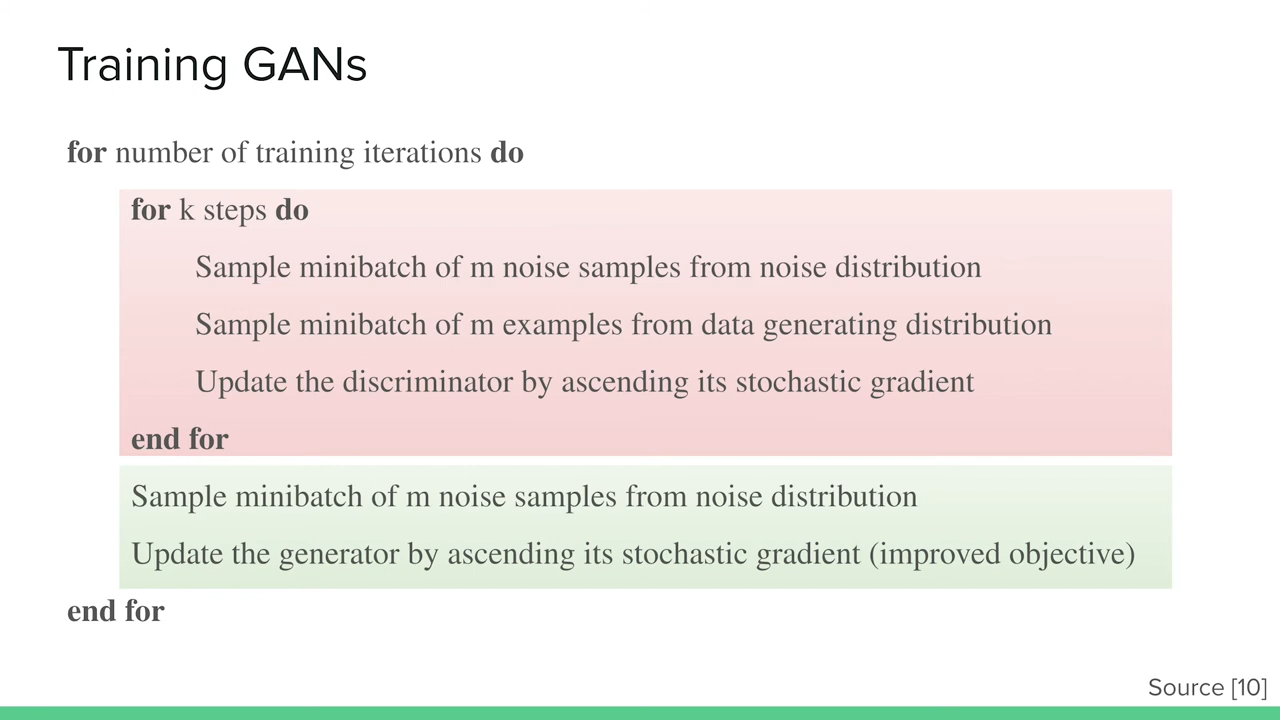 Training GANs
for number of training iterations do
for k steps do
Sample minibatch of m noise samples from noise distribution
Sample minibatch of m examples from data generating distribution
Update the discriminator by ascending its stochastic gradient
end for
Sample minibatch of m noise samples from noise distribution
Update the generator by ascending its stochastic gradient (improved objective)
end for
Source [10]